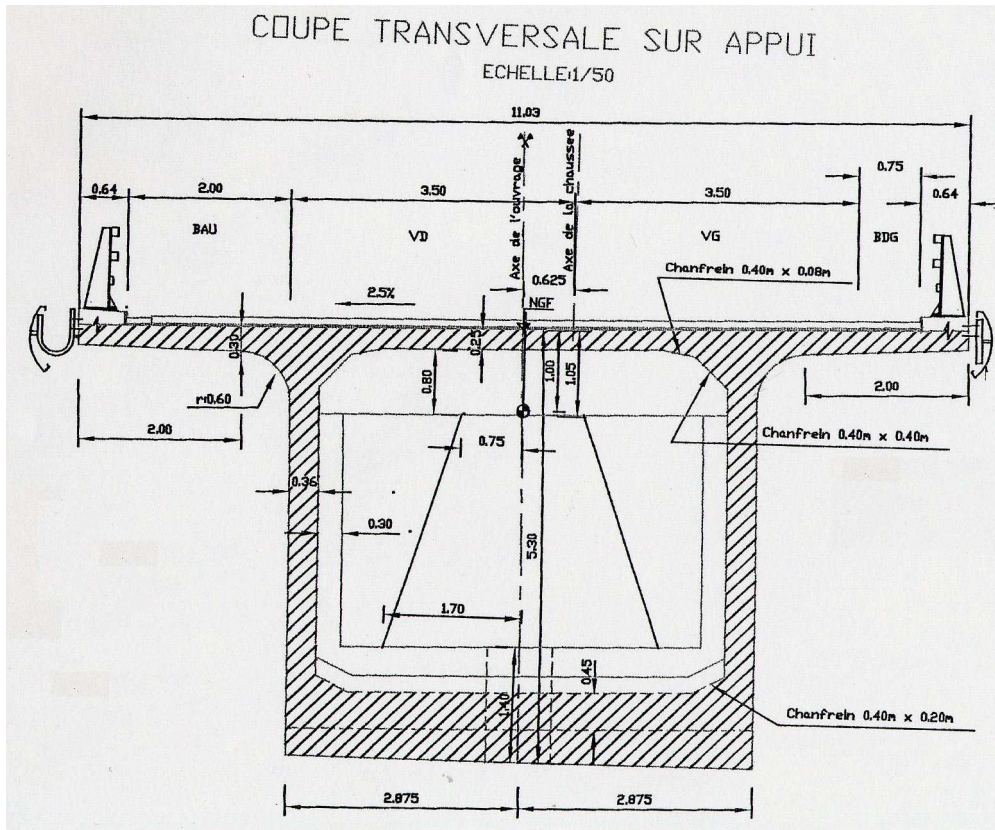 COUPE TRANSVERSALE SUR APPUI
ECHELLE:1/50
11.03
0.64
2.00
3.50
Axe de l'ouvrage
Axe de la chaussee
3.50
0.75
0.64
BAU
VD
VG
BDG
0.625
Chanfrein 0.40m x 0.08m
2.5%
NGF
0.30
0.25
0.80
1.00
1.05
r:0.60
2.00
2.00
0.75
Chanfrein 0.40m x 0.40m
0.36
0.30
5.30
1.70
0.45
1.40
Chanfrein 0.40m x 0.20m
2.875
2.875